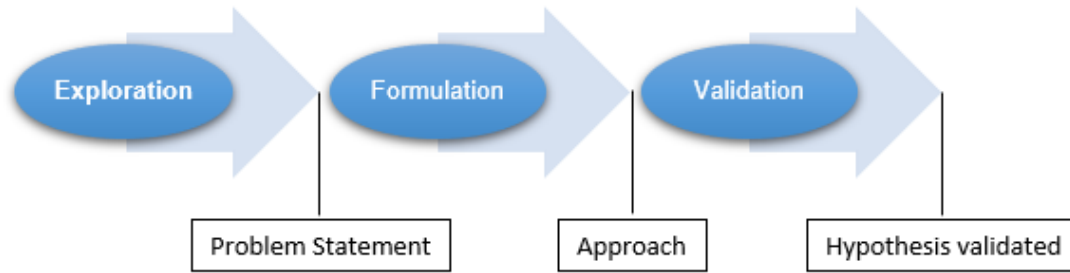 Exploration
Formulation
Validation
Problem Statement
Approach
Hypothesis validated